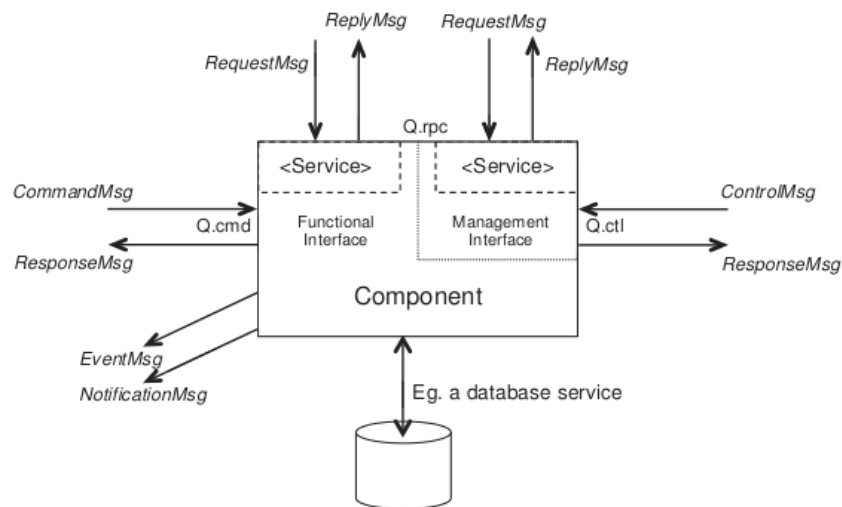 ReplyMsg
RequestMsg
RequestMsg
ReplyMsg
Q.rpc
<Service>
<Service>
CommandMsg
ControlMsg
Q.cmd
Functional
Interface
Management
Interface
Q.ctl
ResponseMsg
ResponseMsg
Component
EventMsg
NotificationMsg
Eg. a database service